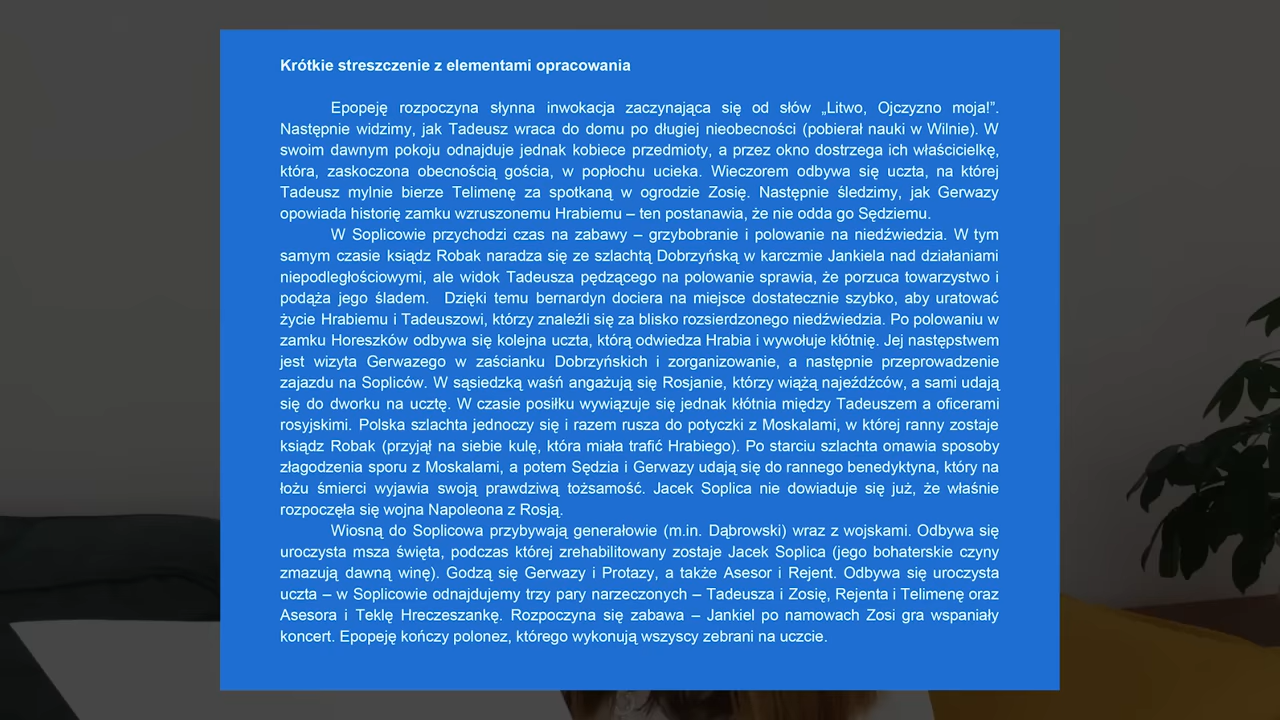 Krótkie streszczenie z elementami opracowania
Epopeję rozpoczyna słynna inwokacja zaczynająca się od słów „Litwo, Ojczyzno moja!”.
Następnie widzimy, jak Tadeusz wraca do domu po długiej nieobecności (pobierał nauki w Wilnie). W
swoim dawnym pokoju odnajduje jednak kobiece przedmioty, a przez okno dostrzega ich właścicielkę,
która, zaskoczona obecnością gościa, w popłochu ucieka. Wieczorem odbywa się uczta, na której
Tadeusz mylnie bierze Telimenę za spotkaną w ogrodzie Zosię. Następnie śledzimy, jak Gerwazy
opowiada historię zamku wzruszonemu Hrabiemu – ten postanawia, że nie odda go Sędziemu.
W Soplicowie przychodzi czas na zabawy – grzybobranie i polowanie na niedźwiedzia. W tym
samym czasie ksiądz Robak naradza się ze szlachtą Dobrzyńską w karczmie Jankiela nad działaniami
niepodległościowymi, ale widok Tadeusza pędzącego na polowanie sprawia, że porzuca towarzystwo i
podąża jego śladem. Dzięki temu bernardyn dociera na miejsce dostatecznie szybko, aby uratować
życie Hrabiemu i Tadeuszowi, którzy znaleźli się za blisko rozsierdzonego niedźwiedzia. Po polowaniu w
zamku Horeszków odbywa się kolejna uczta, którą odwiedza Hrabia i wywołuje kłótnię. Jej następstwem
jest wizyta Gerwazego w zaścianku Dobrzyńskich i zorganizowanie, a następnie przeprowadzenie
zajazdu na Sopliców. W sąsiedzką waśń angażują się Rosjanie, którzy wiążą najeźdźców, a sami udają
się do dworku na ucztę. W czasie posiłku wywiązuje się jednak kłótnia między Tadeuszem a oficerami
rosyjskimi. Polska szlachta jednoczy się i razem rusza do potyczki z Moskalami, w której ranny zostaje
ksiądz Robak (przyjął na siebie kulę, która miała trafić Hrabiego). Po starciu szlachta omawia sposoby
złagodzenia sporu z Moskalami, a potem Sędzia i Gerwazy udają się do rannego benedyktyna, który na
łożu śmierci wyjawia swoją prawdziwą tożsamość. Jacek Soplica nie dowiaduje się już, że właśnie
rozpoczęła się wojna Napoleona z Rosją.
Wiosną do Soplicowa przybywają generałowie (m.in. Dąbrowski) wraz z wojskami. Odbywa się
uroczysta msza święta, podczas której zrehabilitowany zostaje Jacek Soplica (jego bohaterskie czyny
zmazują dawną winę). Godzą się Gerwazy i Protazy, a także Asesor i Rejent. Odbywa się uroczysta
uczta – w Soplicowie odnajdujemy trzy pary narzeczonych – Tadeusza i Zosię, Rejenta i Telimenę oraz
Asesora i Teklę Hreczeszankę. Rozpoczyna się zabawa – Jankiel po namowach Zosi gra wspaniały
koncert. Epopeję kończy polonez, którego wykonują wszyscy zebrani na uczcie.